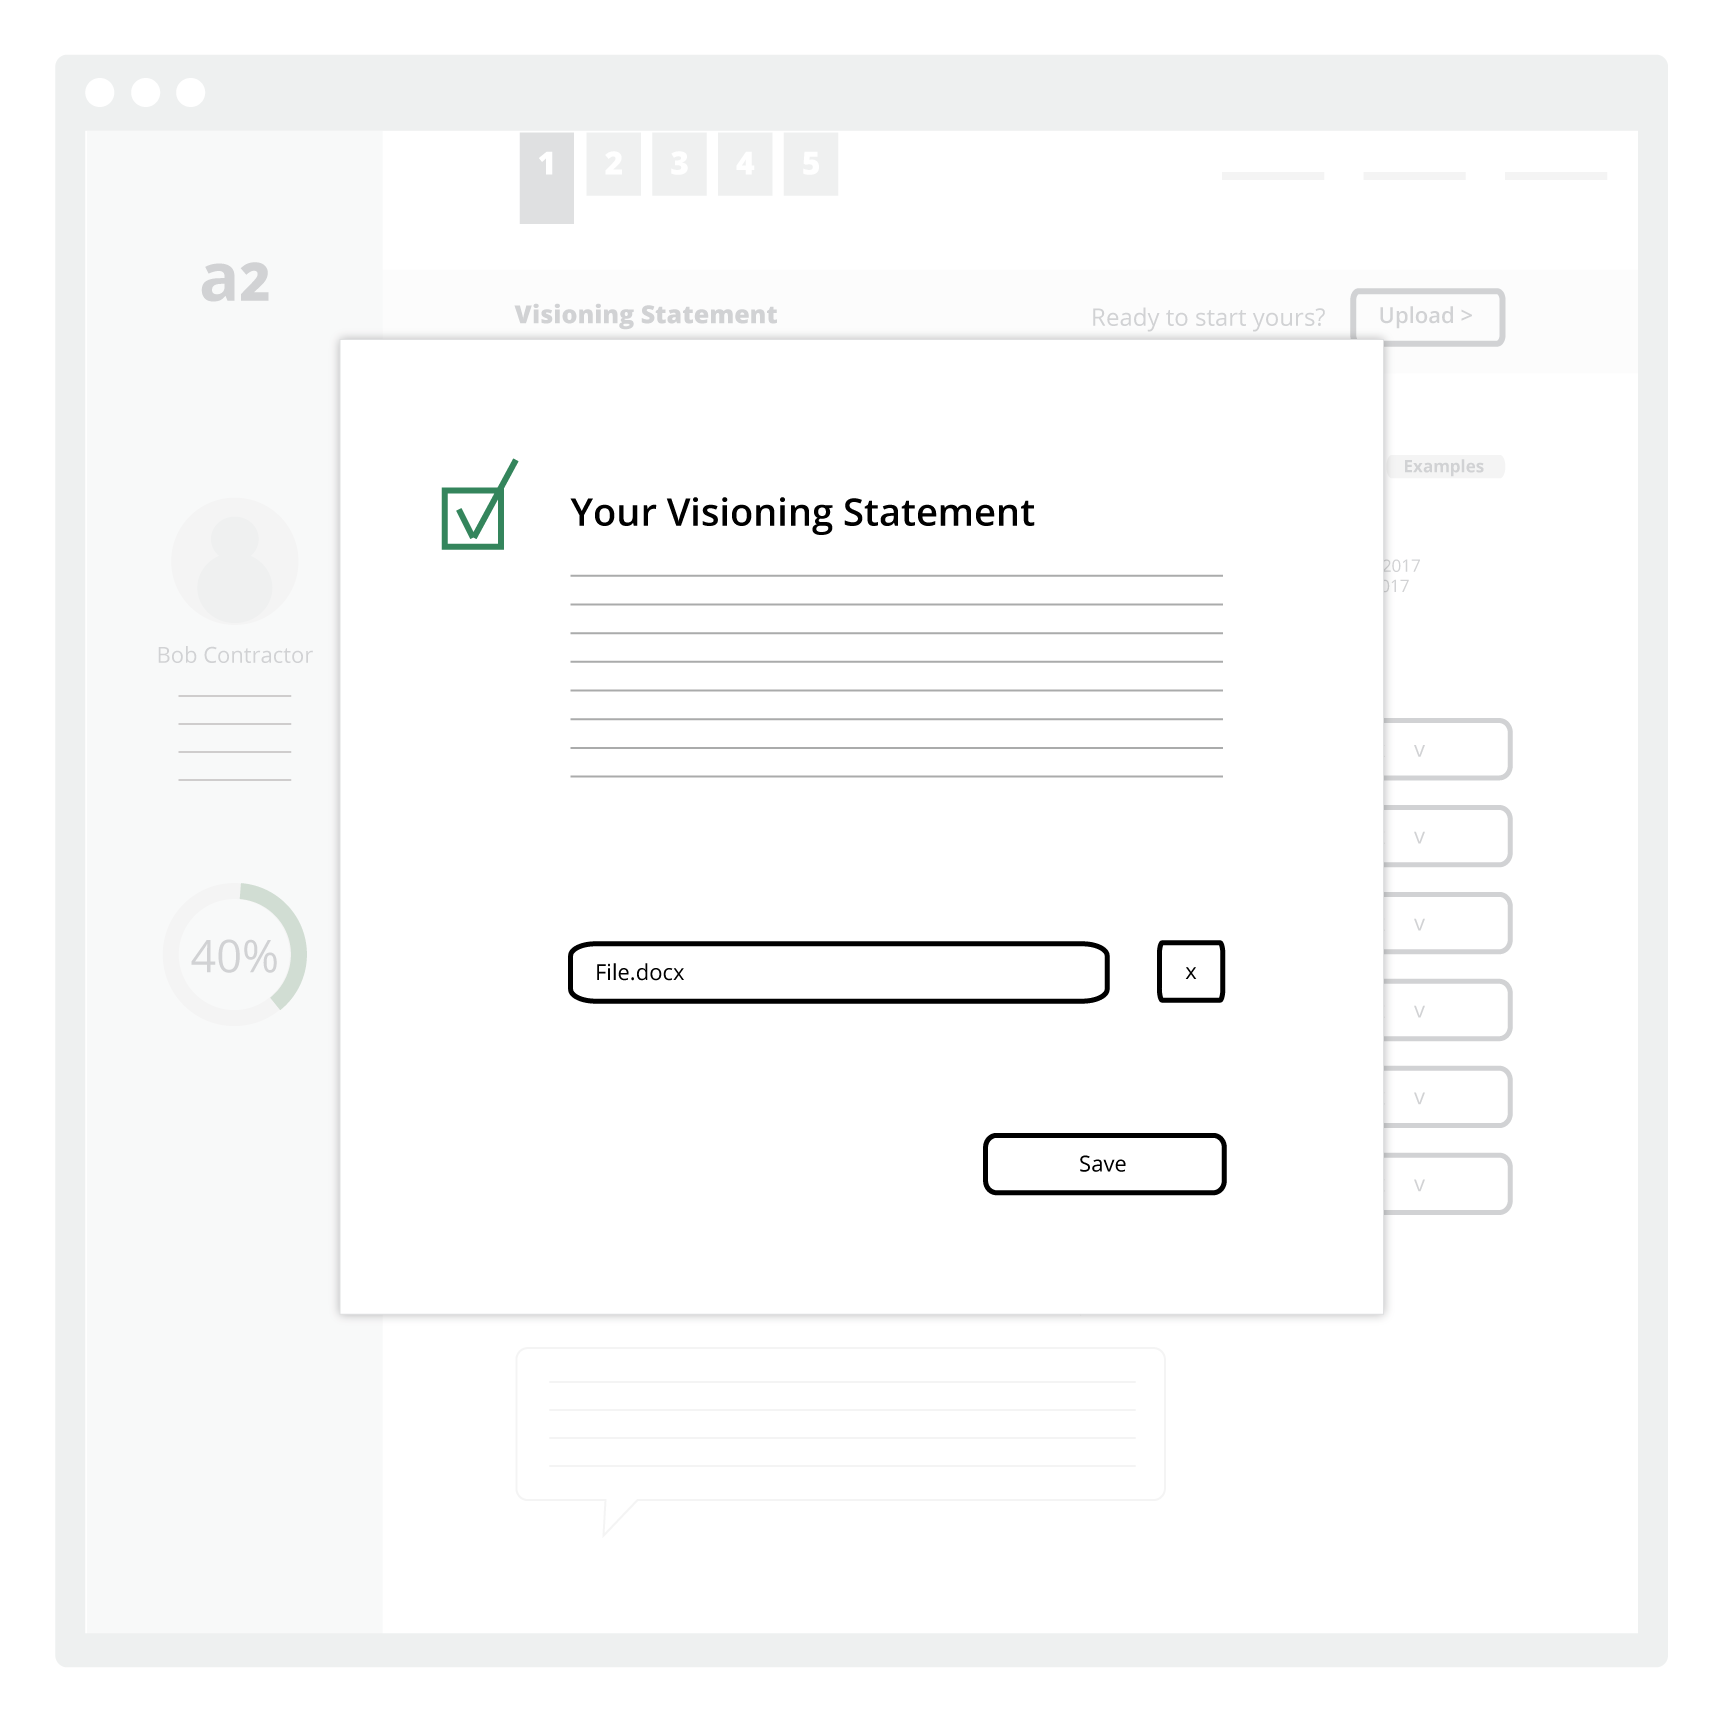 1 2 3 4 5
a2
Visioning Statement
Ready to start yours?
Upload >
Examples
Your Visioning Statement
2017
017
Bob Contractor
v
v
40%
v
File.docx
x
v
v
Save
v